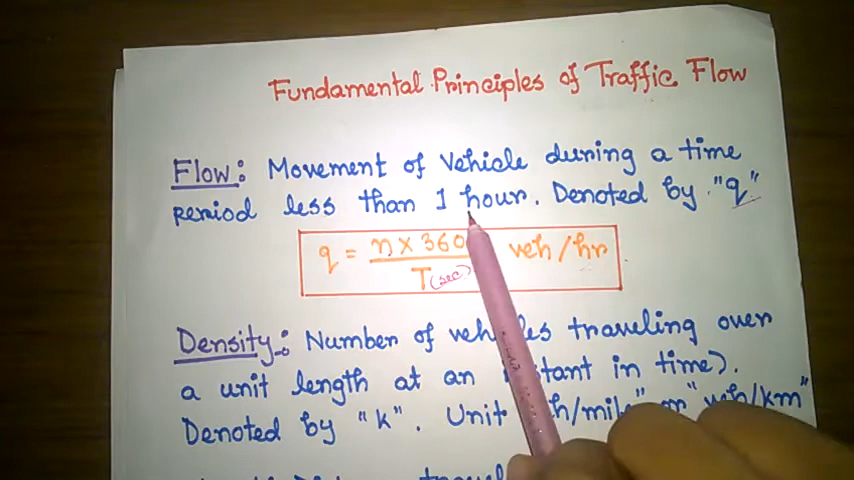 Fundamental Principles of Traffic Flow
Flow: Movement of Vehicle during a time
period less than 1 hour. Denoted by "q"
q = n x 360 veh/hr
T(sec)
Density: Number of vehicles traveling over
a unit length at an instant in time).
Denoted by "k". Unit veh/mile" or "veh/km"